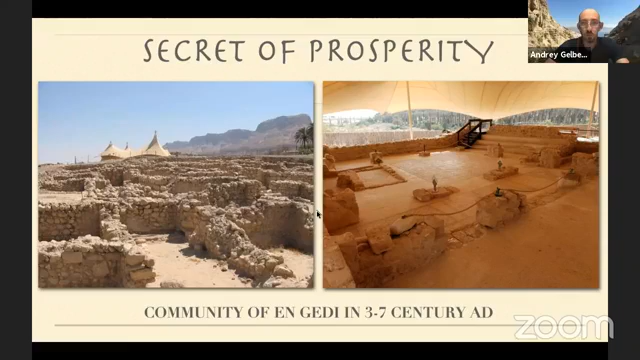 SECRET OF PROSPERITY
Andrey Gelbe...
COMMUNITY OF EN GEDI IN 3-7 CENTURY AD
zoom